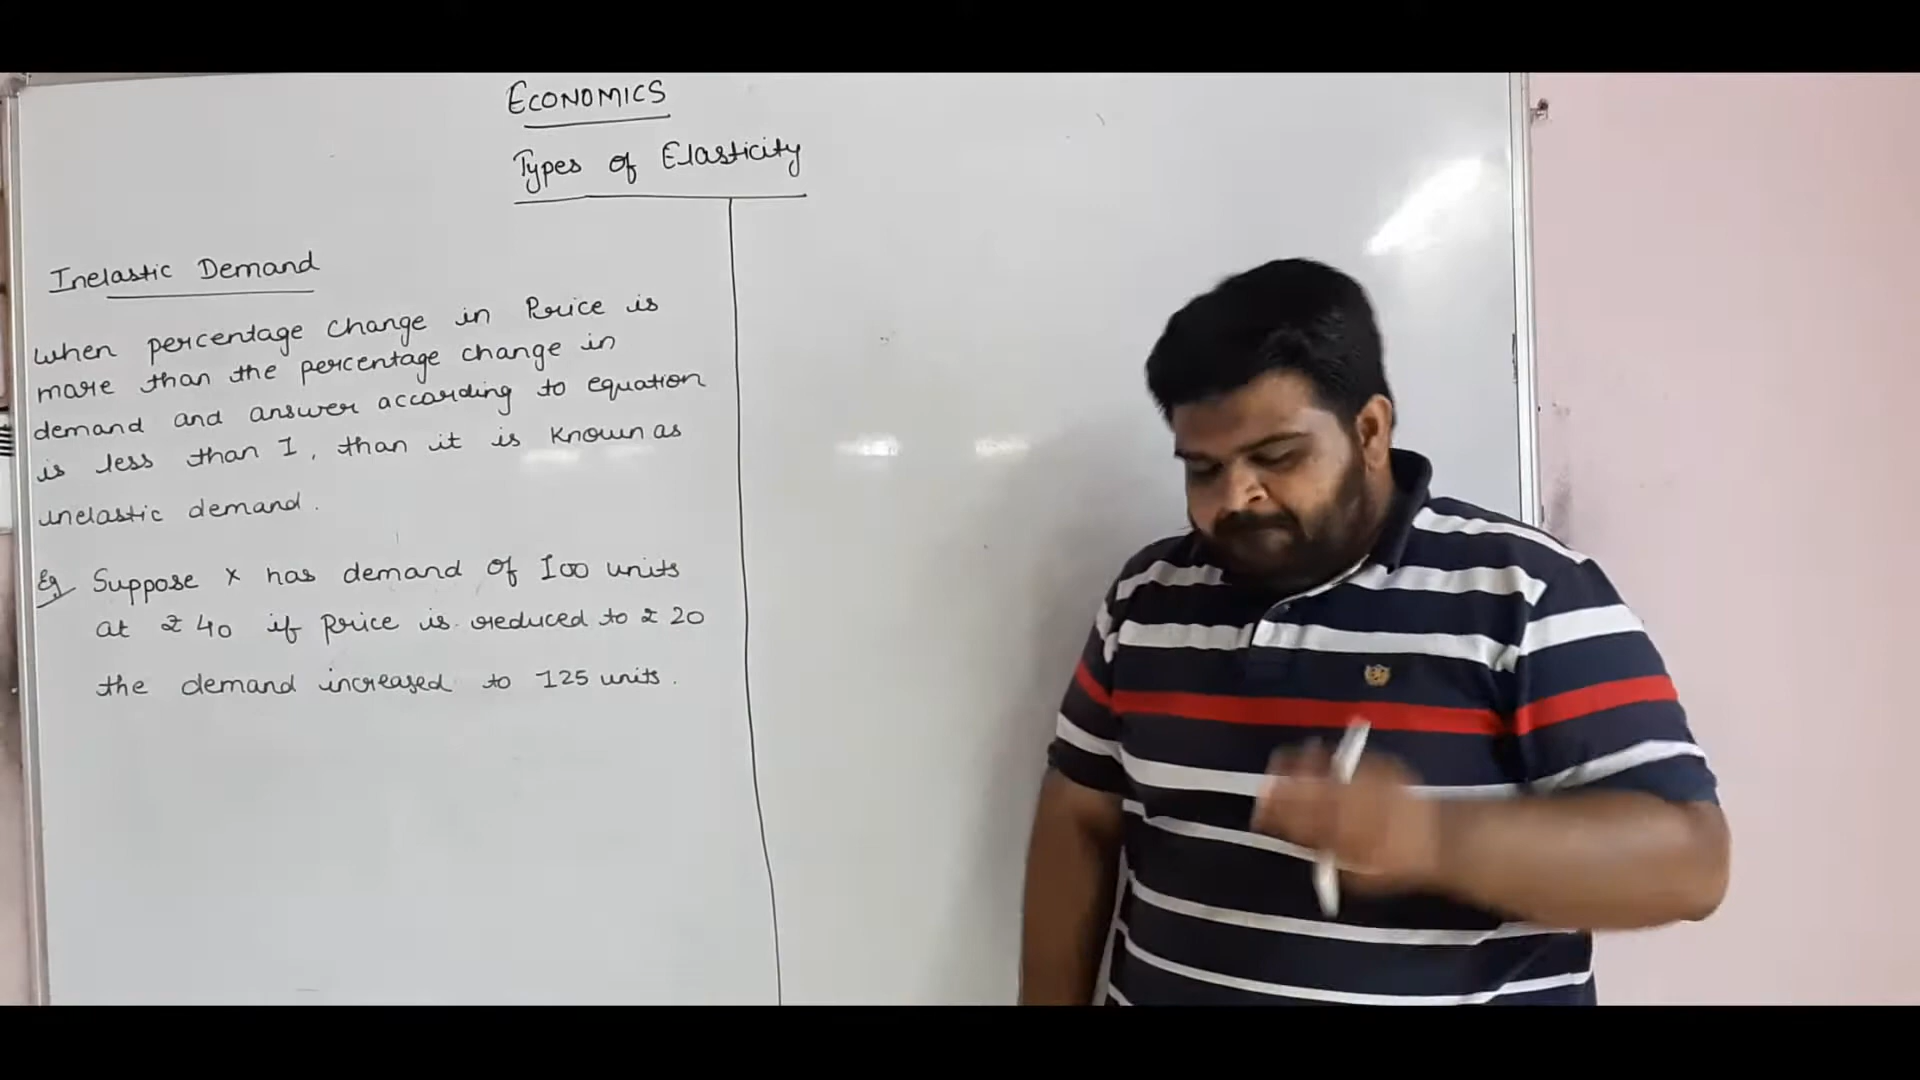 ECONOMICS
Types of Elasticity
Inelastic Demand
When percentage change in Price is
more than the percentage change in
demand and answer according to equation
is less than 1, than it is known as
inelastic demand.
Eg Suppose x has demand of 100 units
at ₹ 40 if price is reduced to ₹ 20
the demand increased to 125 units.